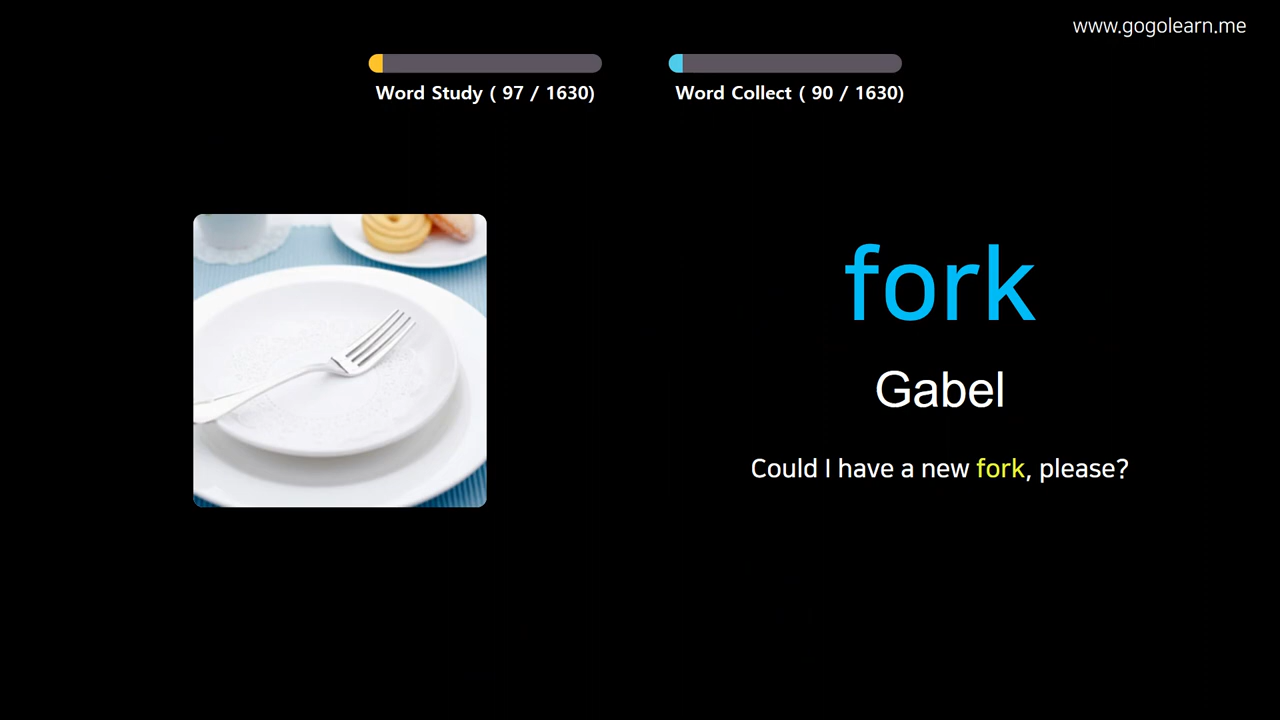 www.gogolearn.me
Word Study ( 97 / 1630)
Word Collect ( 90 / 1630)
fork
Gabel
Could I have a new fork, please?